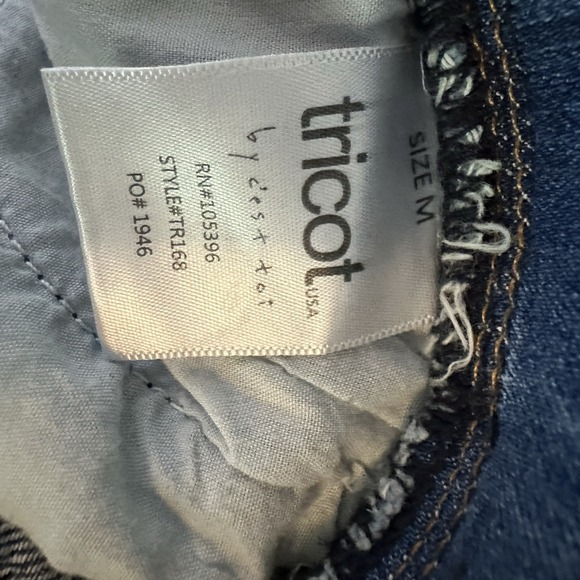 SIZE M
tricot.USA
by c'est toi
RN#105396
STYLE#TR168
PO# 1946